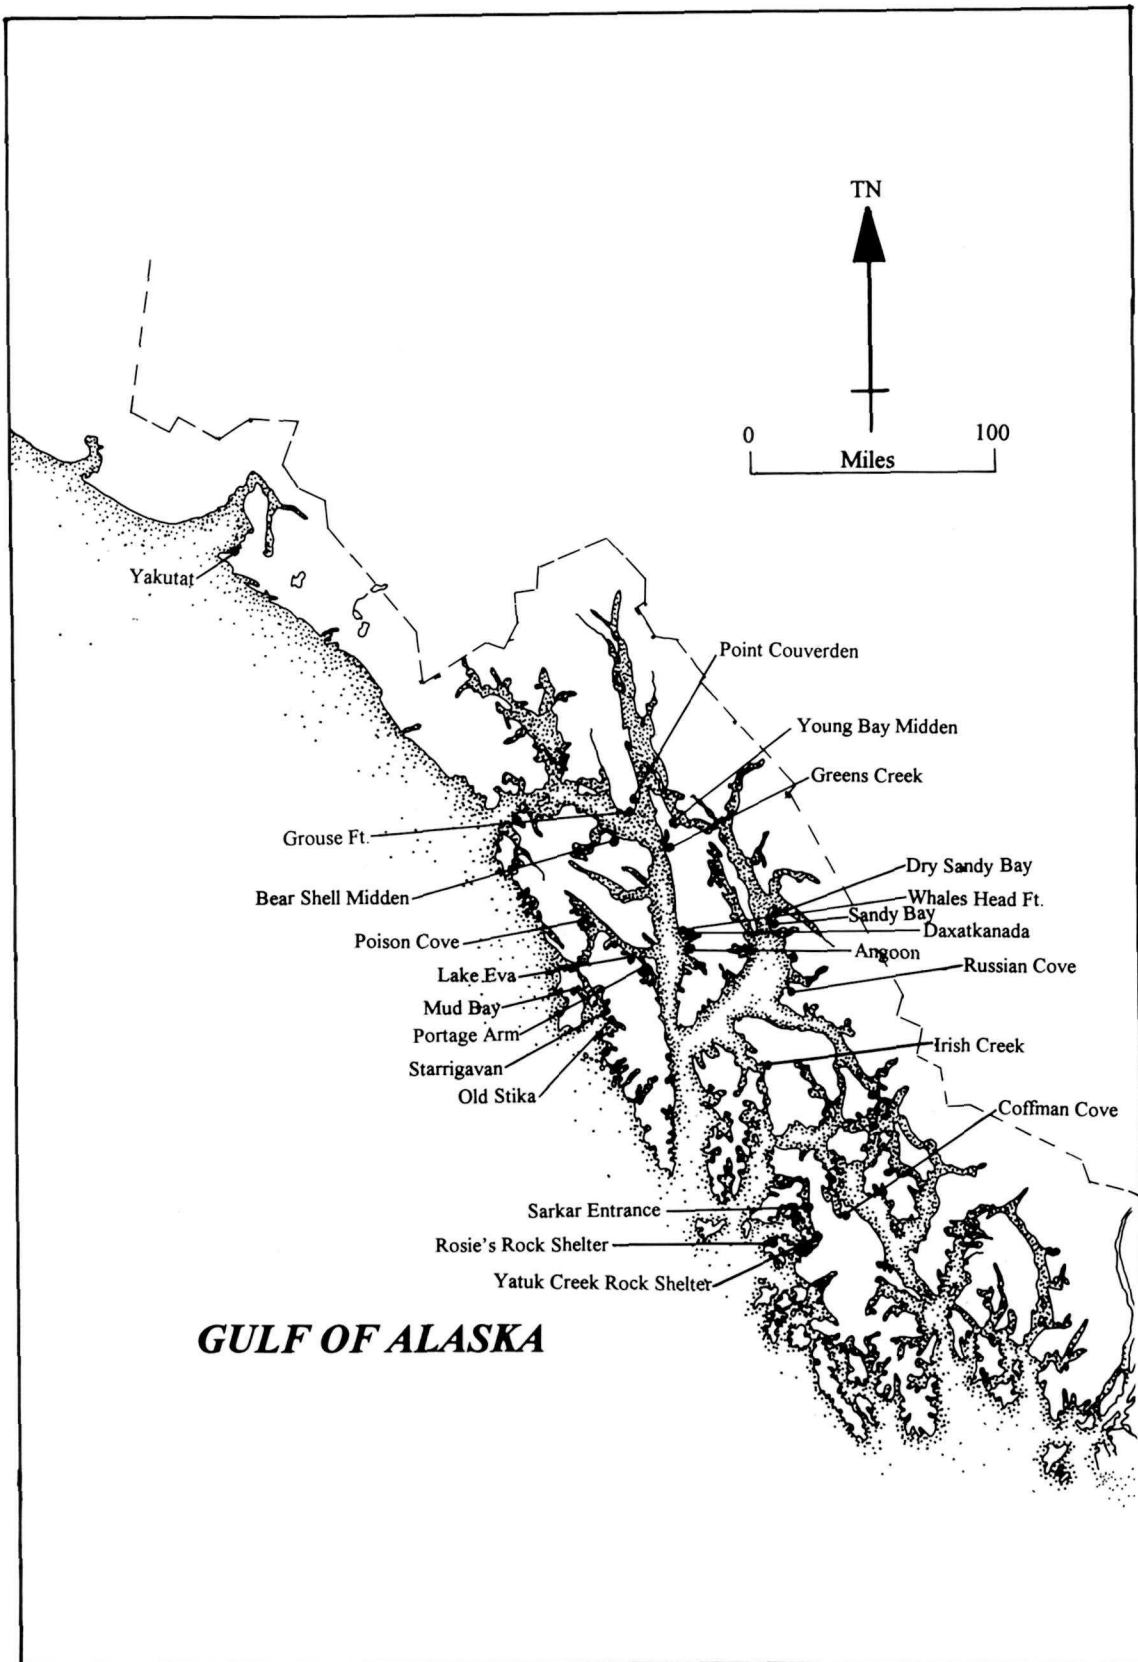 TN
0 100
Miles
Yakutat
Point Couverden
Young Bay Midden
Greens Creek
Grouse Ft.
Bear Shell Midden
Dry Sandy Bay
Whales Head Ft.
Sandy Bay
Daxatkanada
Poison Cove
Angoon
Lake Eva
Russian Cove
Mud Bay
Portage Arm
Irish Creek
Starrigavan
Old Stika
Coffman Cove
Sarkar Entrance
Rosie's Rock Shelter
Yatuk Creek Rock Shelter
GULF OF ALASKA